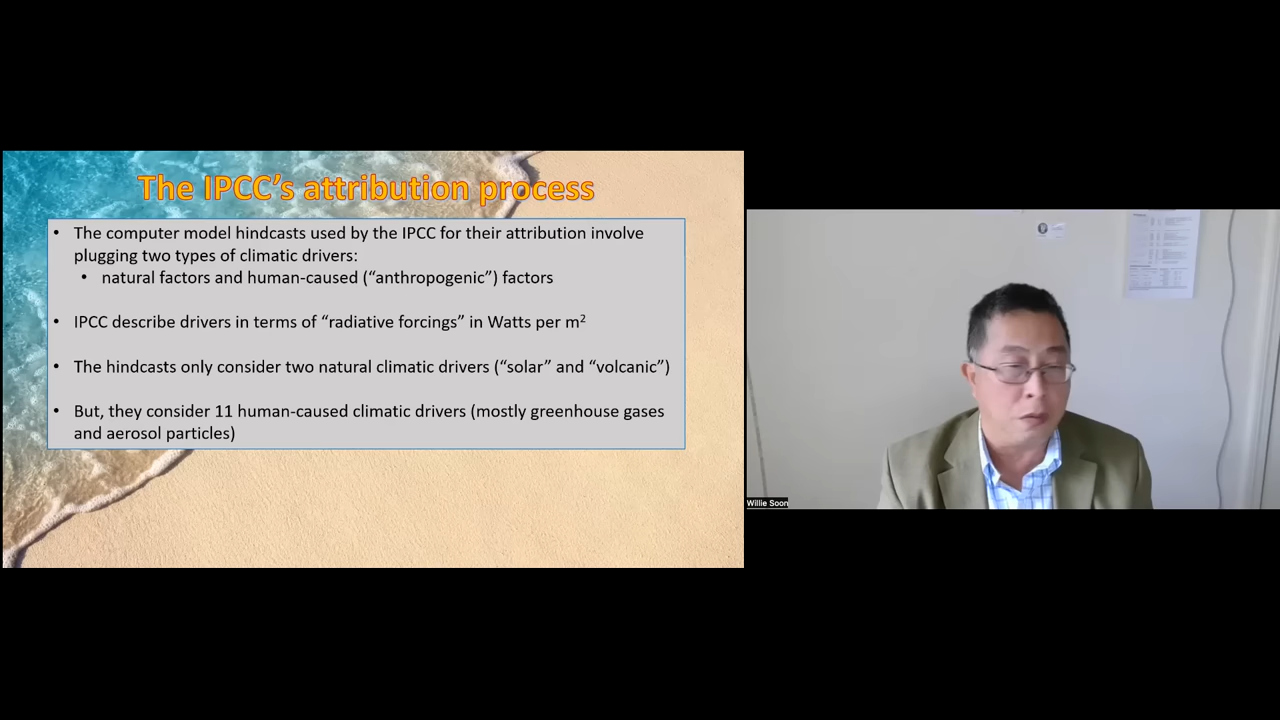 The IPCC's attribution process
• The computer model hindcasts used by the IPCC for their attribution involve
plugging two types of climatic drivers:
• natural factors and human-caused (“anthropogenic”) factors
• IPCC describe drivers in terms of “radiative forcings” in Watts per m²
• The hindcasts only consider two natural climatic drivers (“solar” and “volcanic”)
• But, they consider 11 human-caused climatic drivers (mostly greenhouse gases
and aerosol particles)
Willie Soon